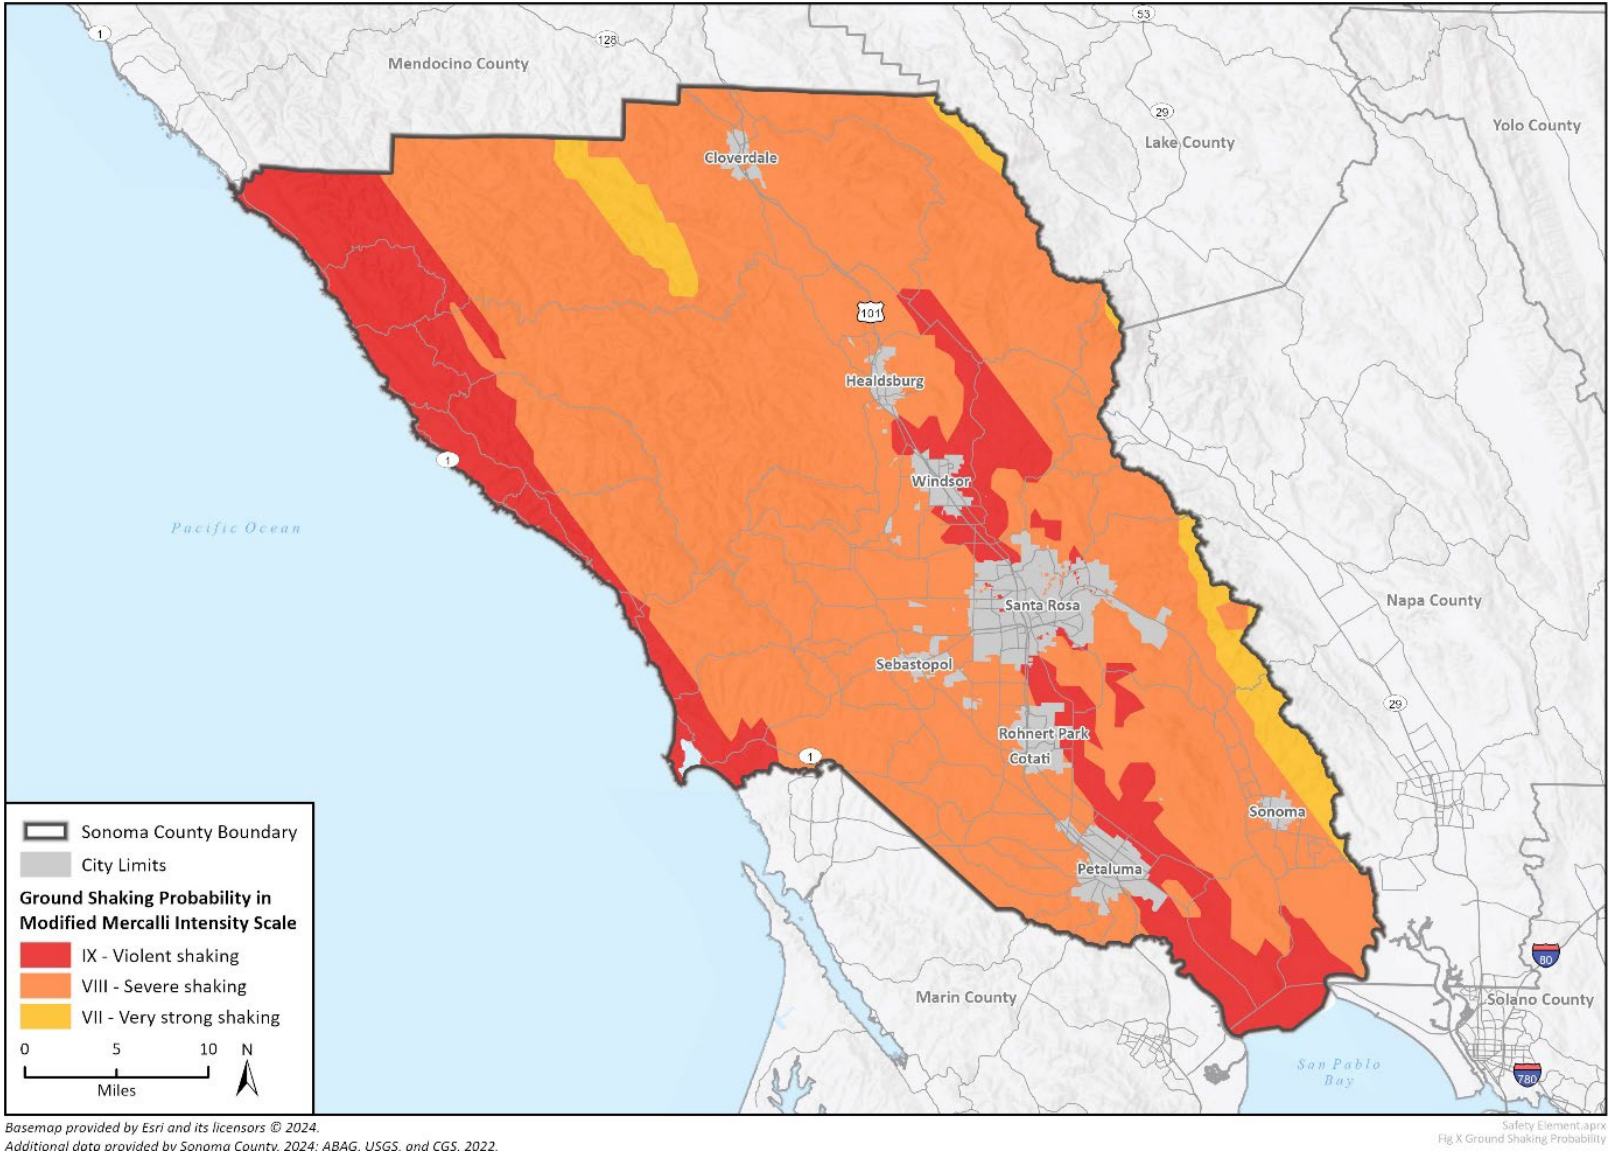 1
53
128
Mendocino County
29
Lake County
Yolo County
Cloverdale
101
Healdsburg
1
Windsor
Pacific Ocean
Santa Rosa
Napa County
Sebastopol
29
Rohnert Park
Cotati
1
Sonoma
Petaluma
80
Marin County
Solano County
San Pablo
Bay
780
Sonoma County Boundary
City Limits
Ground Shaking Probability in
Modified Mercalli Intensity Scale
IX - Violent shaking
VIII - Severe shaking
VII - Very strong shaking
0 5 10 N
Miles
Basemap provided by Esri and its licensors © 2024.
Additional data provided by Sonoma County, 2024; ABAG, USGS, and CGS, 2022.
Safety Element.aprx
Fig X Ground Shaking Probability